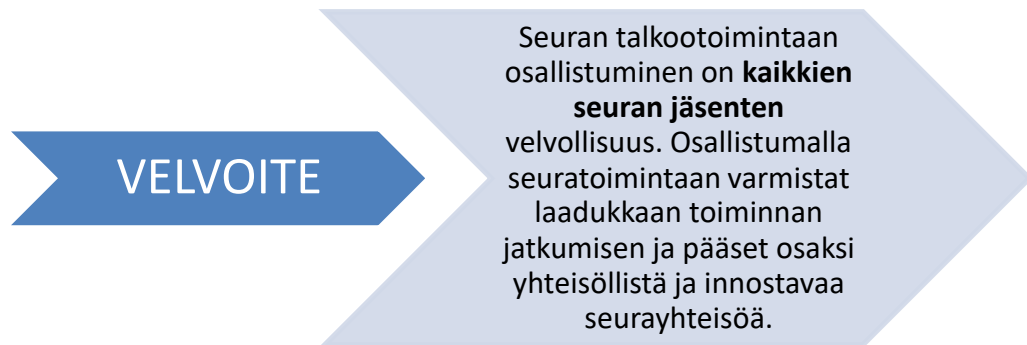 VELVOITE
Seuran talkootoimintaan
osallistuminen on kaikkien
seuran jäsenten
velvollisuus. Osallistumalla
seuratoimintaan varmistat
laadukkaan toiminnan
jatkumisen ja pääset osaksi
yhteisöllistä ja innostavaa
seurayhteisöä.